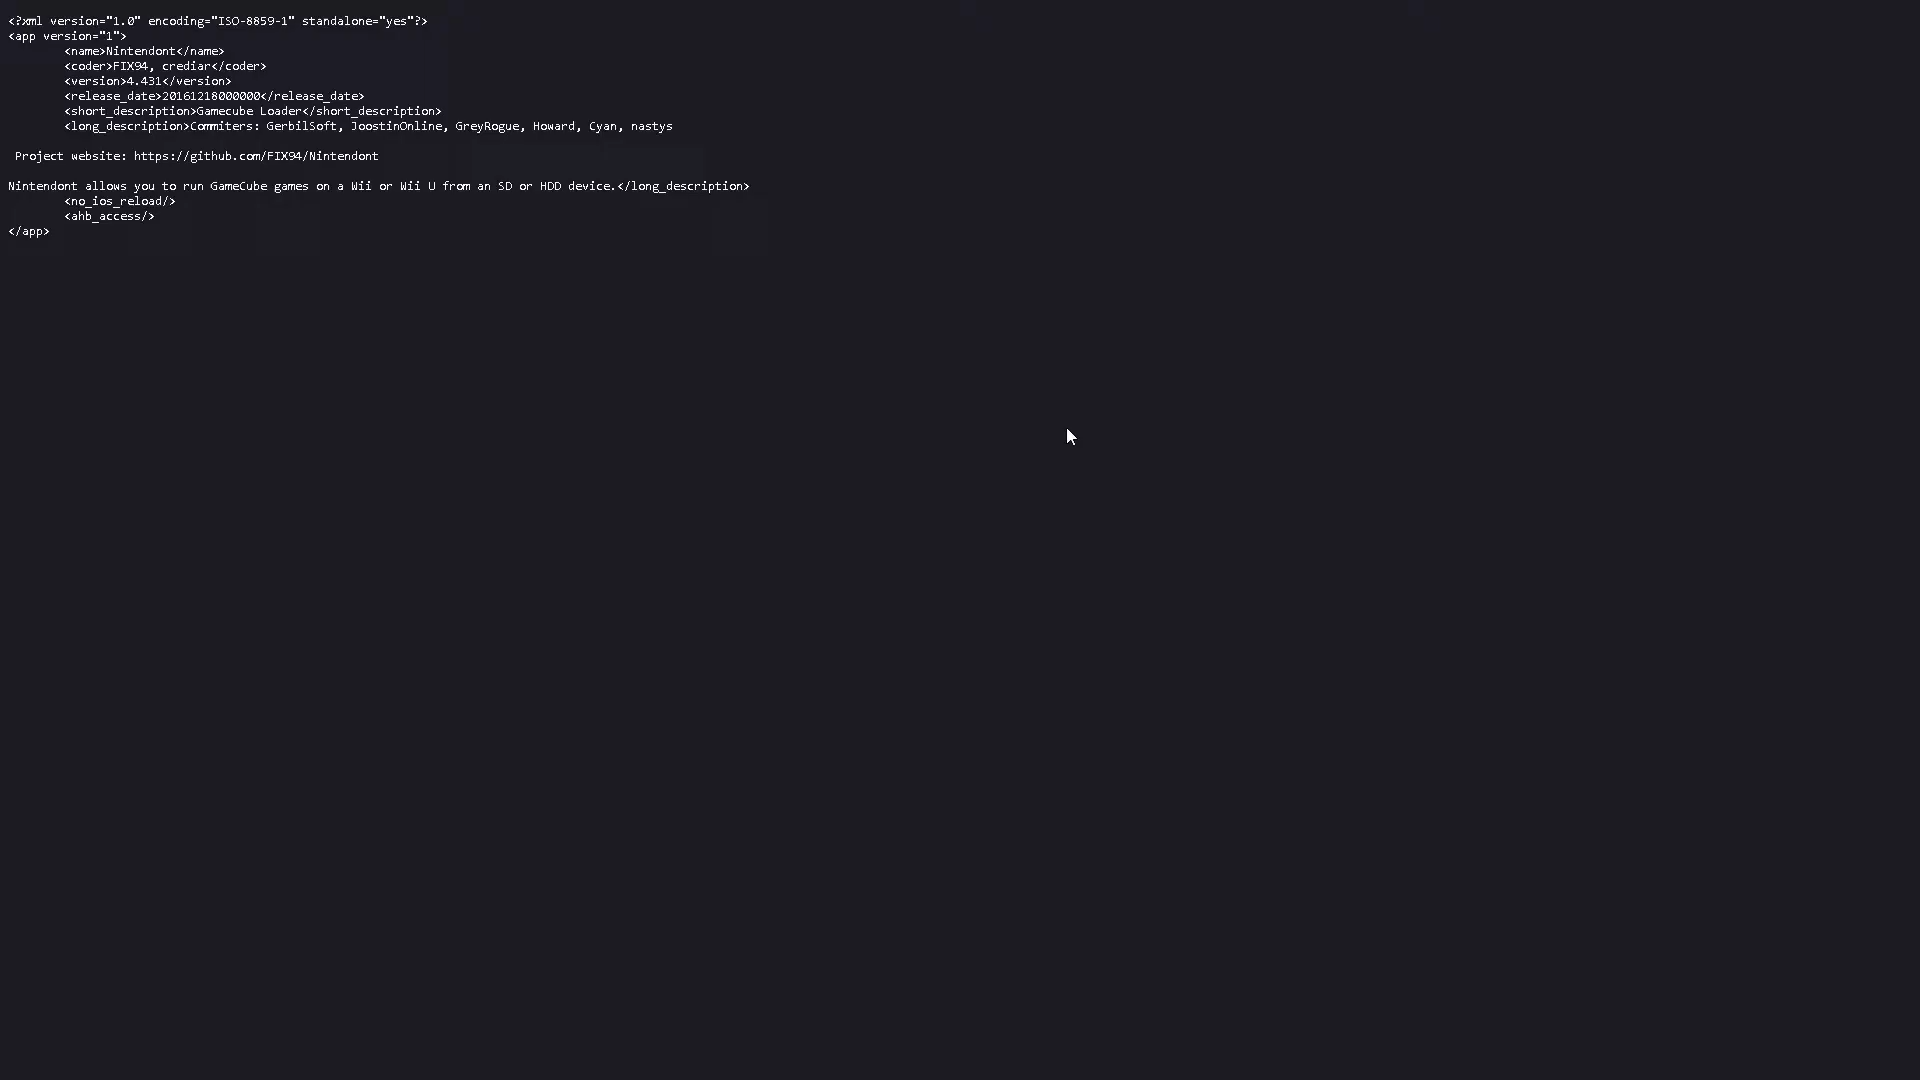 <?xml version="1.0" encoding="ISO-8859-1" standalone="yes"?>
<app version="1">
<name>Nintendont</name>
<coder>FIX94, crediar</coder>
<version>4.431</version>
<release_date>20161218000000</release_date>
<short_description>Gamecube Loader</short_description>
<long_description>Commiters: GerbilSoft, JoostinOnline, GreyRogue, Howard, Cyan, nastys
Project website: https://github.com/FIX94/Nintendont
Nintendont allows you to run GameCube games on a Wii or Wii U from an SD or HDD device.</long_description>
<no_ios_reload/>
<ahb_access/>
</app>